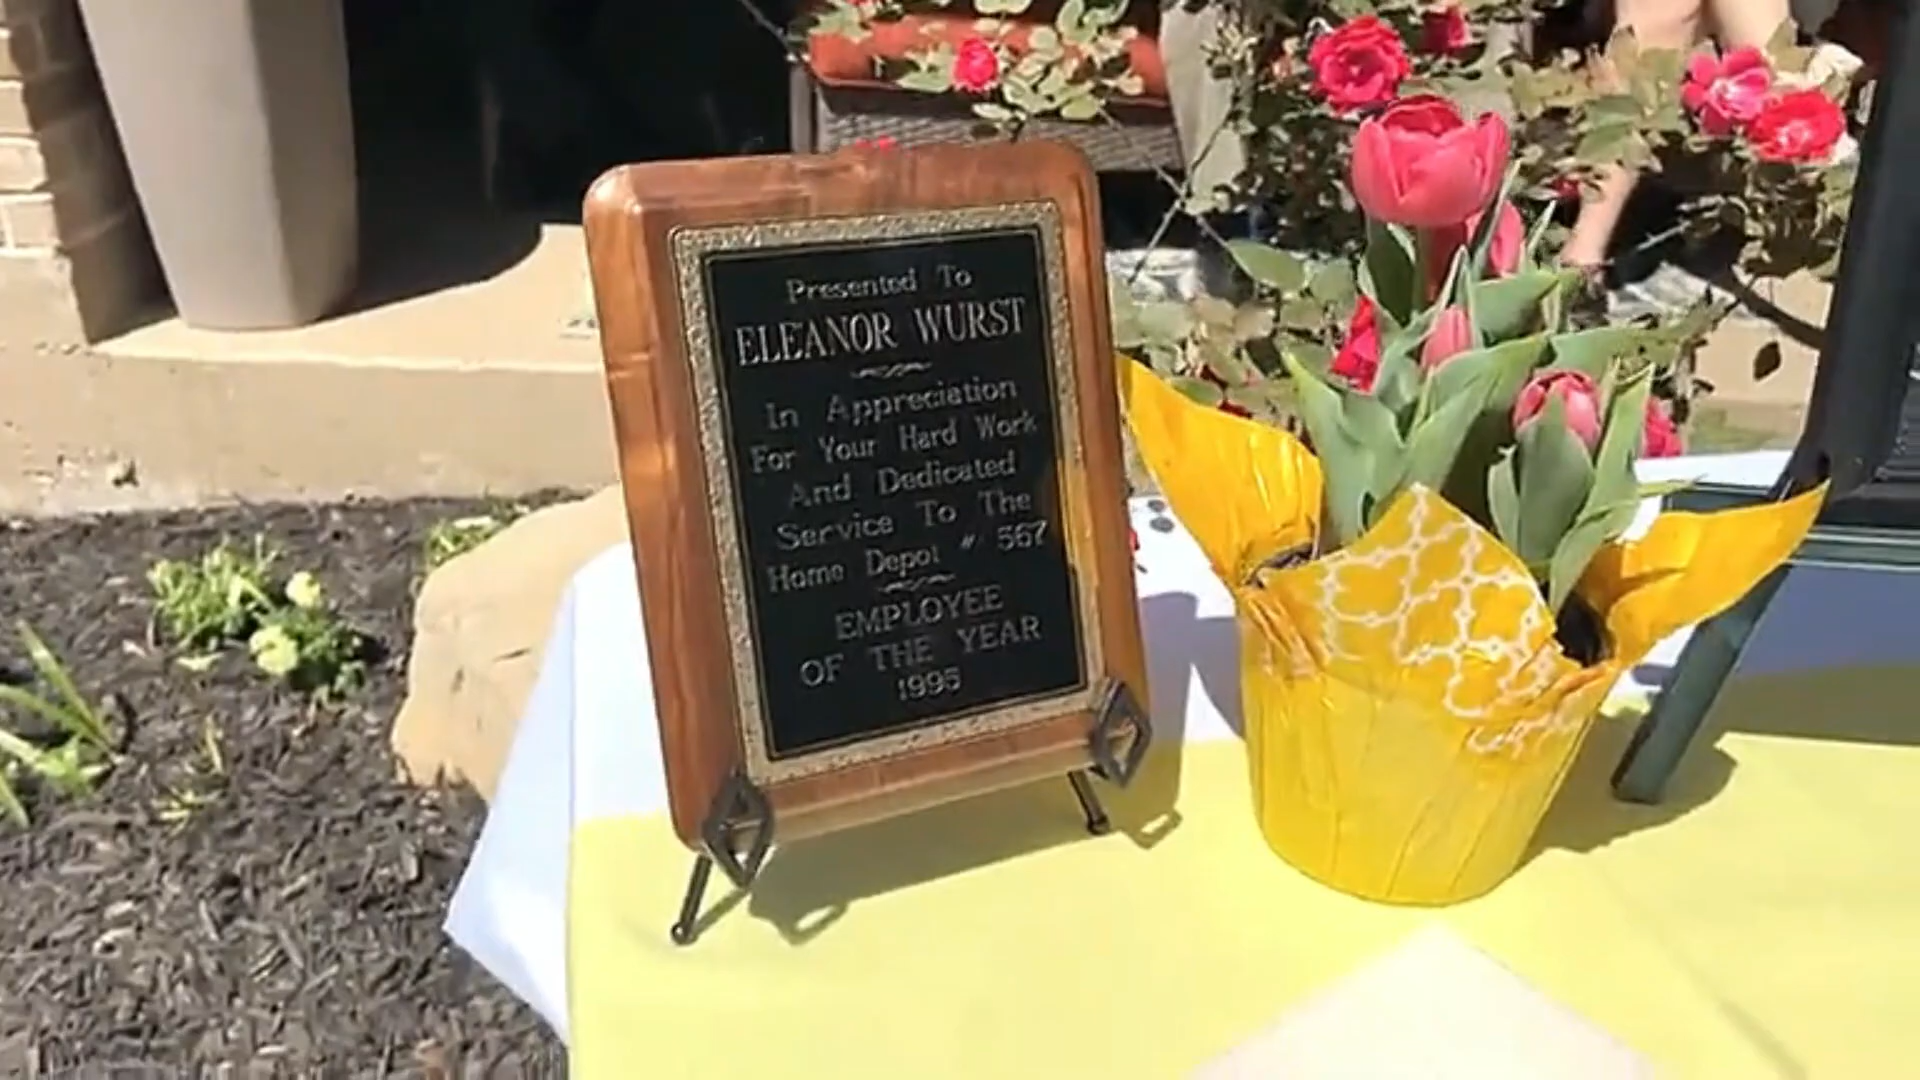 Presented To
ELEANOR WURST
In Appreciation
For Your Hard Work
And Dedicated
Service To The
Home Depot # 567
EMPLOYEE
OF THE YEAR
1995